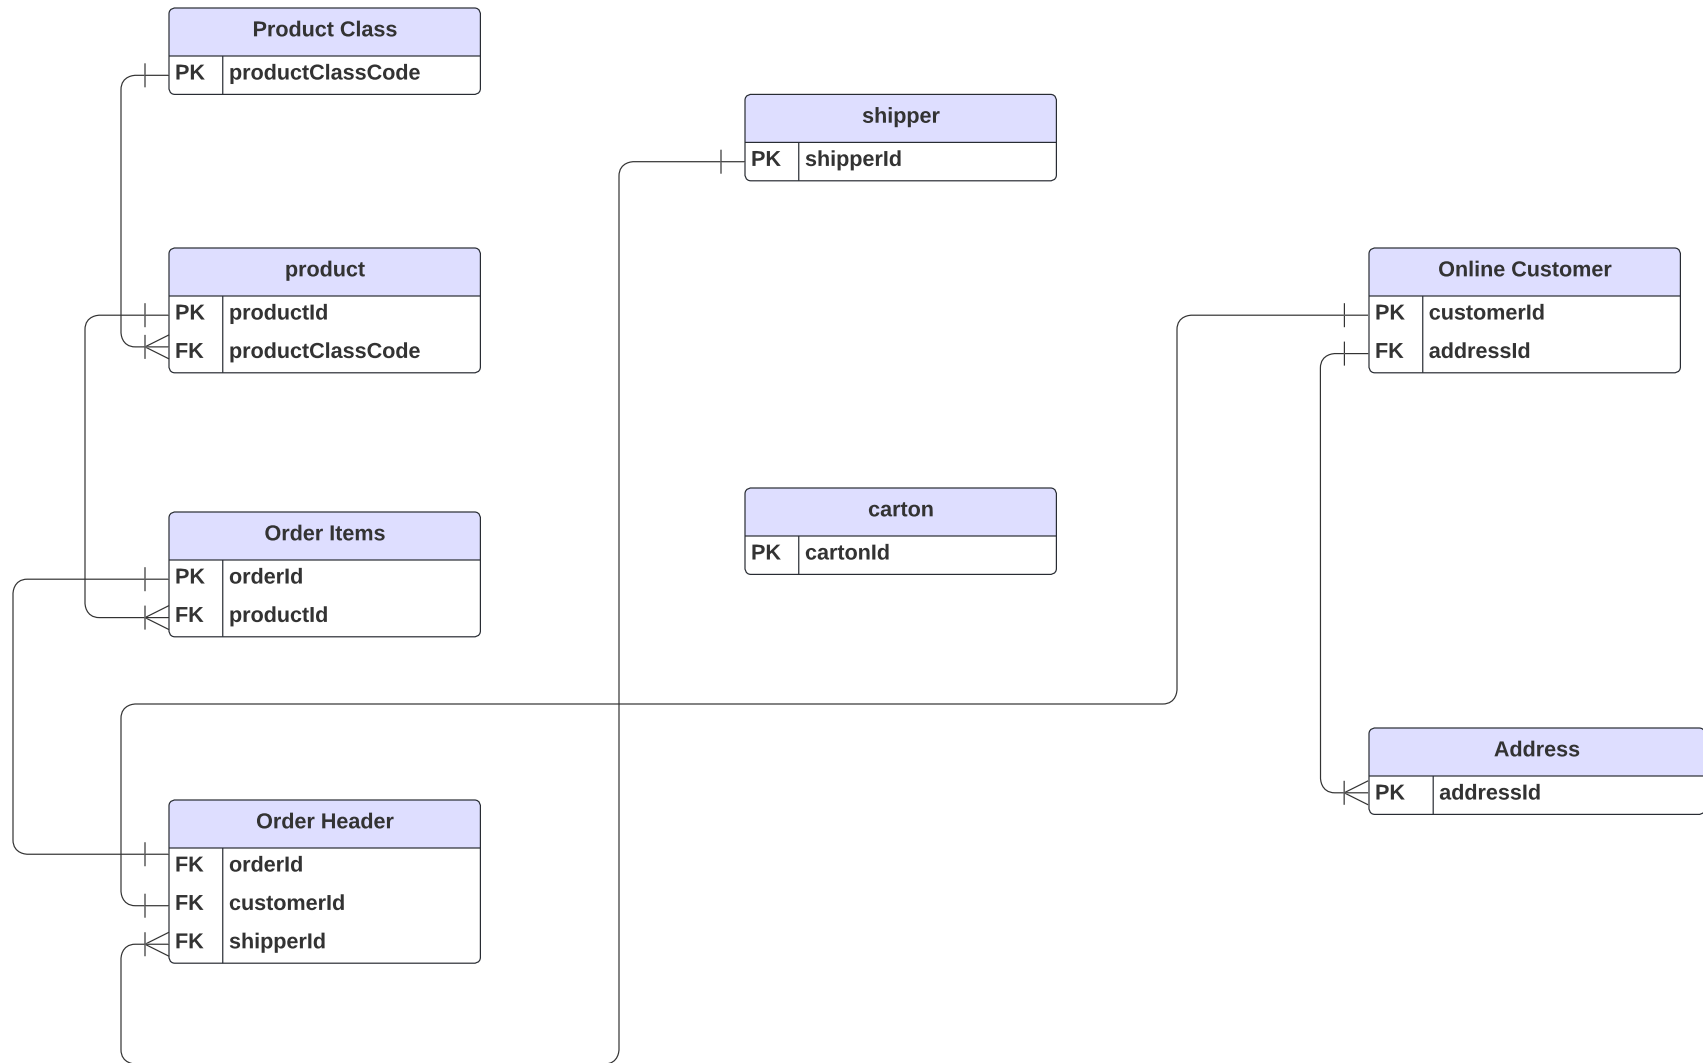 Product Class
PK productClassCode
shipper
PK shipperId
product
PK productId
FK productClassCode
Online Customer
PK customerId
FK addressId
carton
PK cartonId
Order Items
PK orderId
FK productId
Address
PK addressId
Order Header
FK orderId
FK customerId
FK shipperId